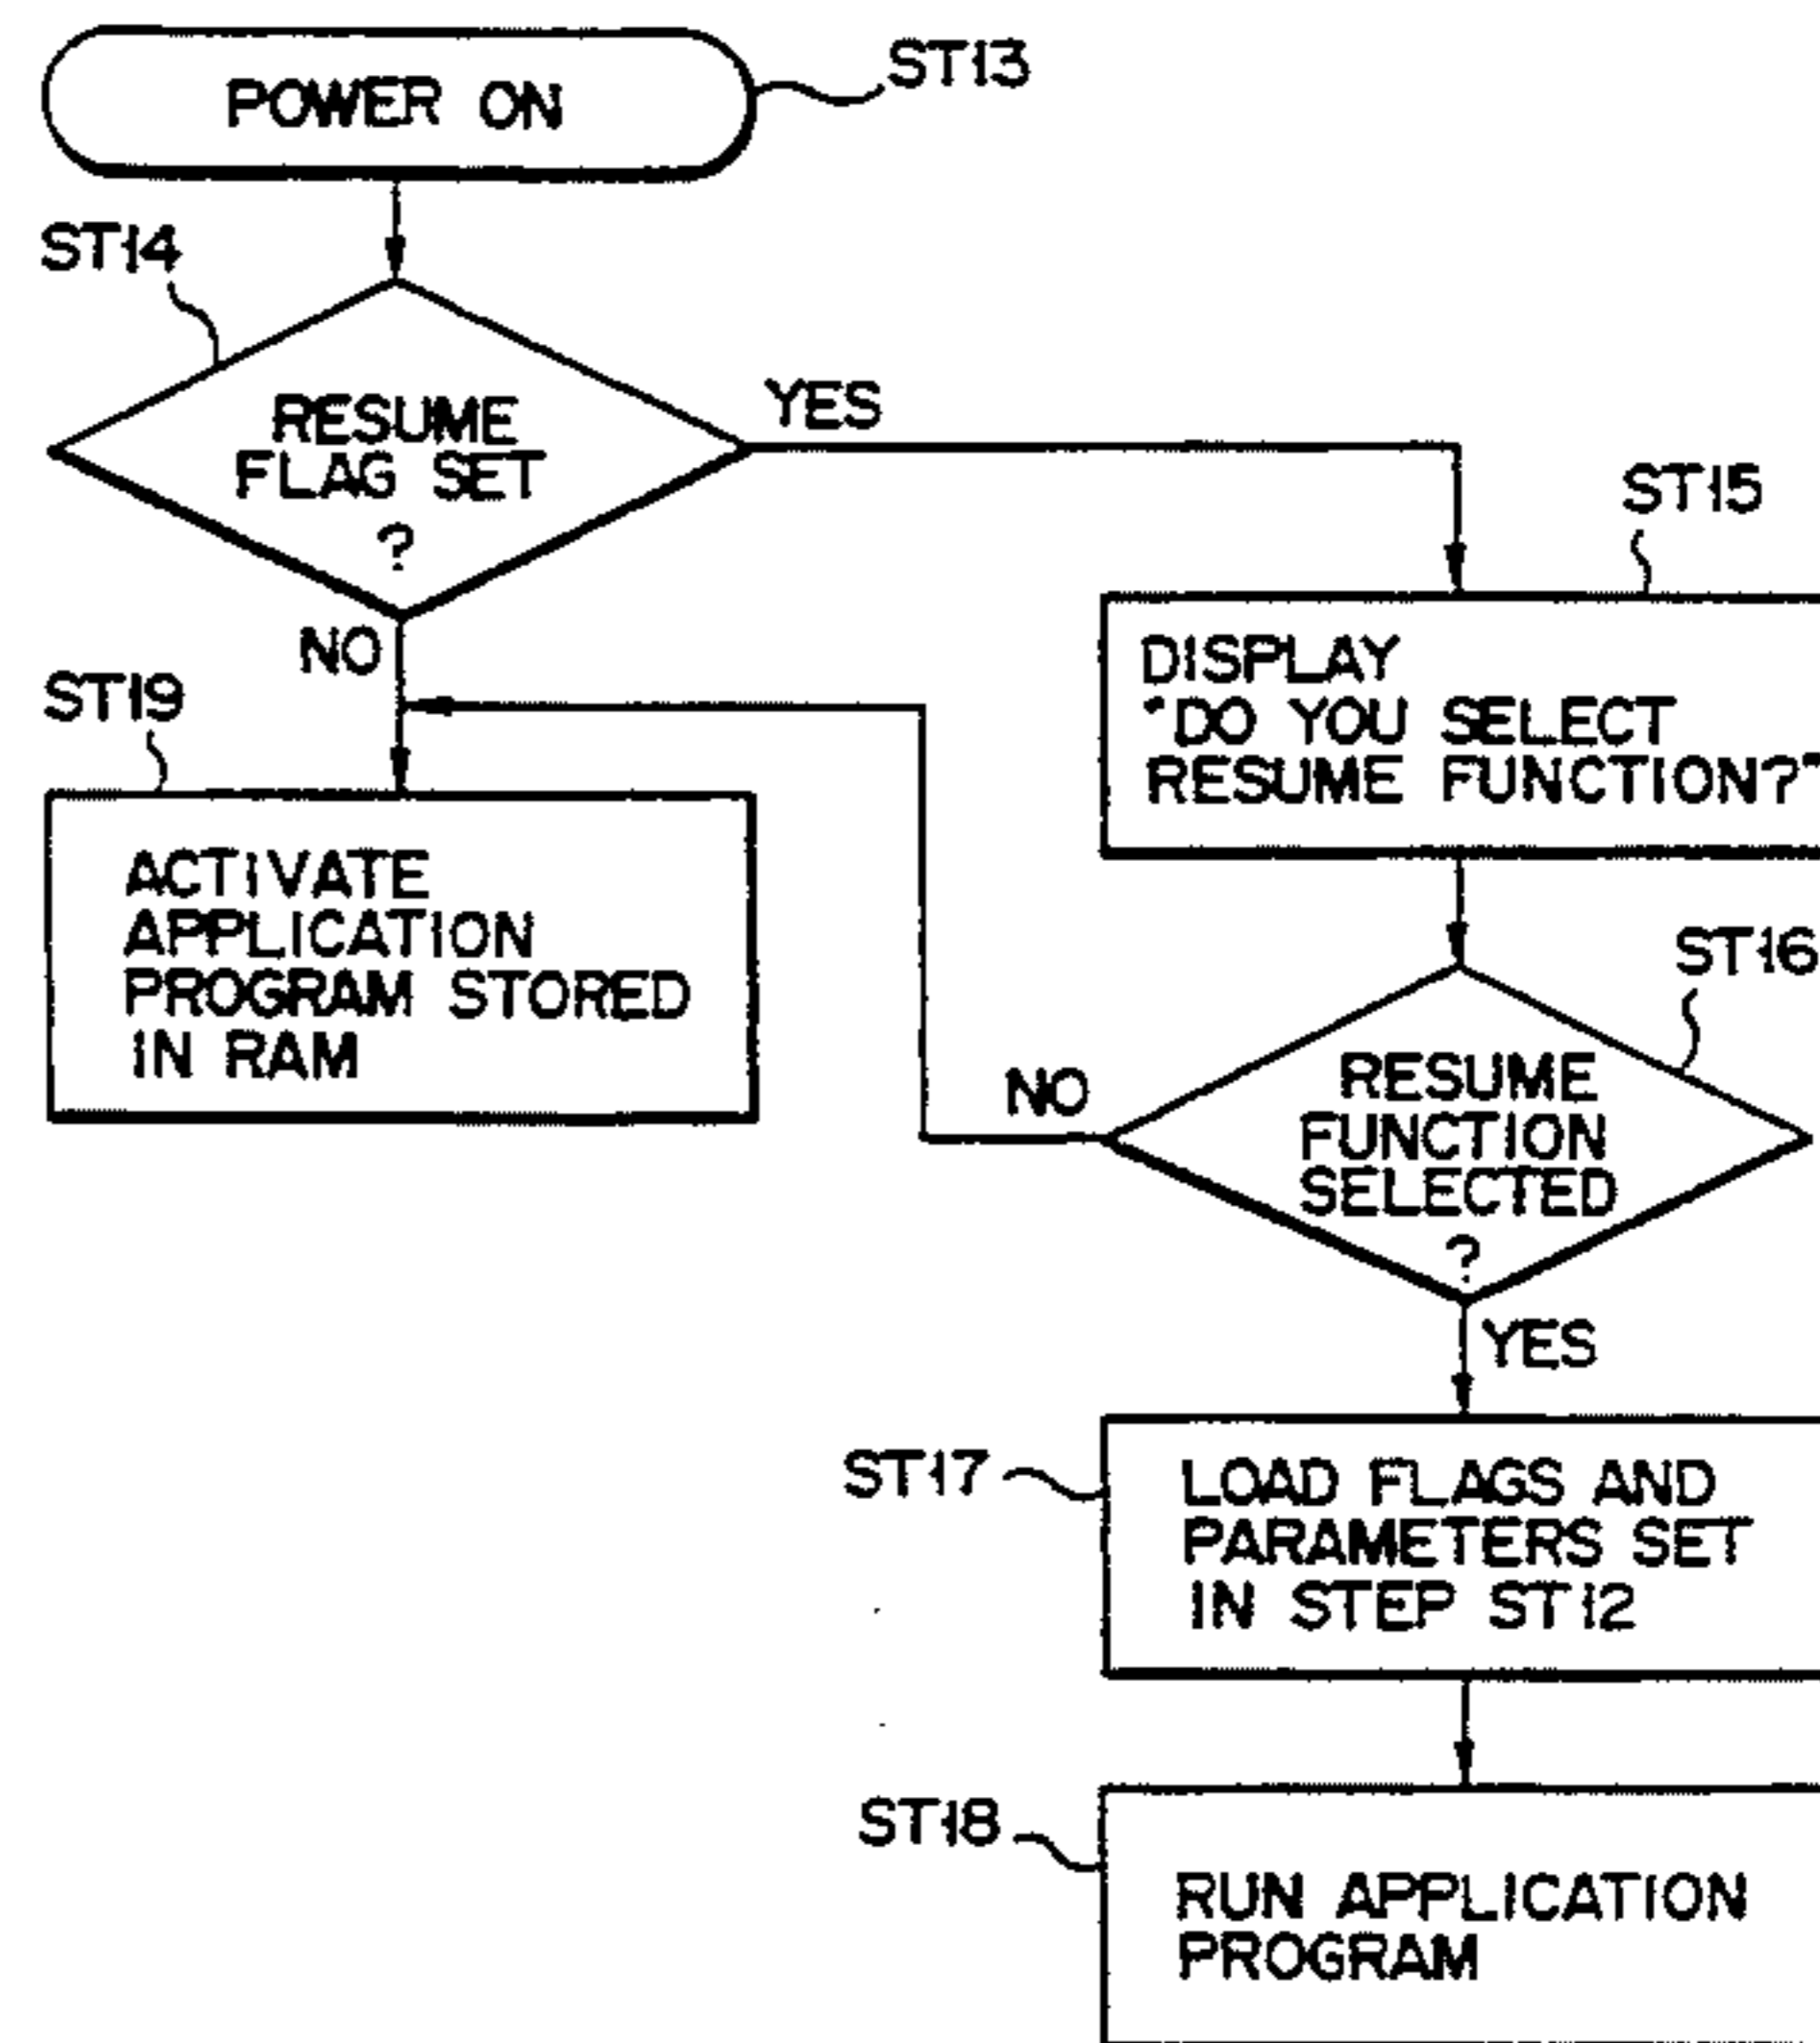 POWER ON
ST13
ST14
RESUME
FLAG SET
?
YES
NO
ST15
DISPLAY
"DO YOU SELECT
RESUME FUNCTION?"
ST19
ACTIVATE
APPLICATION
PROGRAM STORED
IN RAM
ST16
RESUME
FUNCTION
SELECTED
?
NO
YES
ST17
LOAD FLAGS AND
PARAMETERS SET
IN STEP ST12
ST18
RUN APPLICATION
PROGRAM